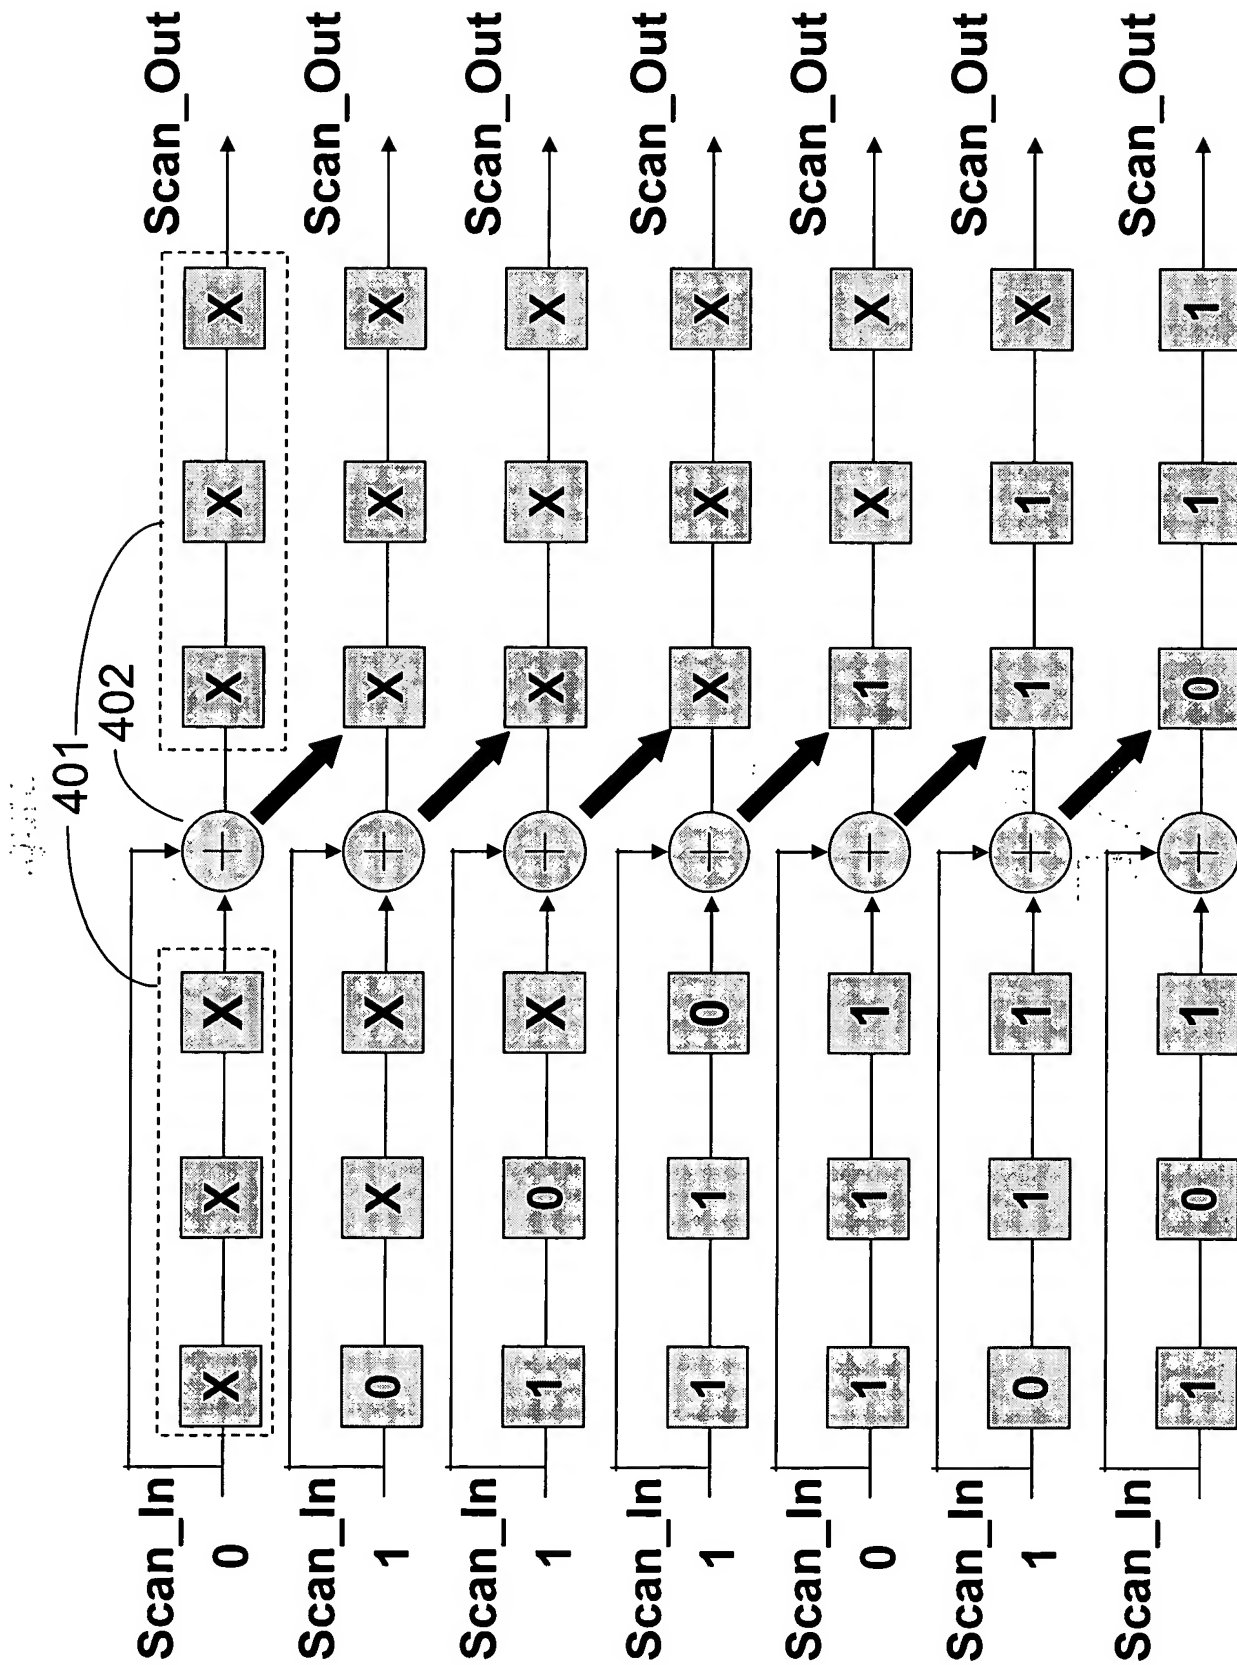 401
402
Scan_In Scan_Out
0 X X X + X X X
Scan_In Scan_Out
1 0 X X + X X X
Scan_In Scan_Out
1 1 0 X + X X X
Scan_In Scan_Out
1 1 1 0 + X X X
Scan_In Scan_Out
0 1 1 1 + 1 X X
Scan_In Scan_Out
1 0 1 1 + 1 1 X
Scan_In Scan_Out
1 0 1 + 0 1 1